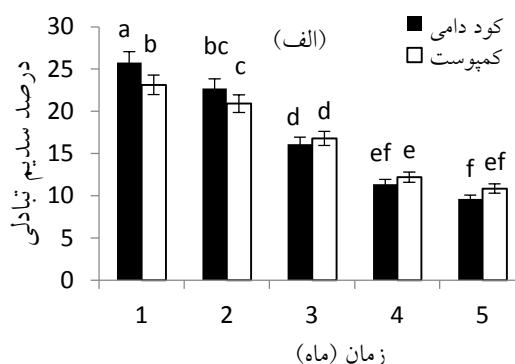 (الف)
کود دامی
کمپوست
درصد سدیم تبادلی
30
25
20
15
10
5
0
a b bc c d d ef e f ef
1 2 3 4 5
زمان (ماه)